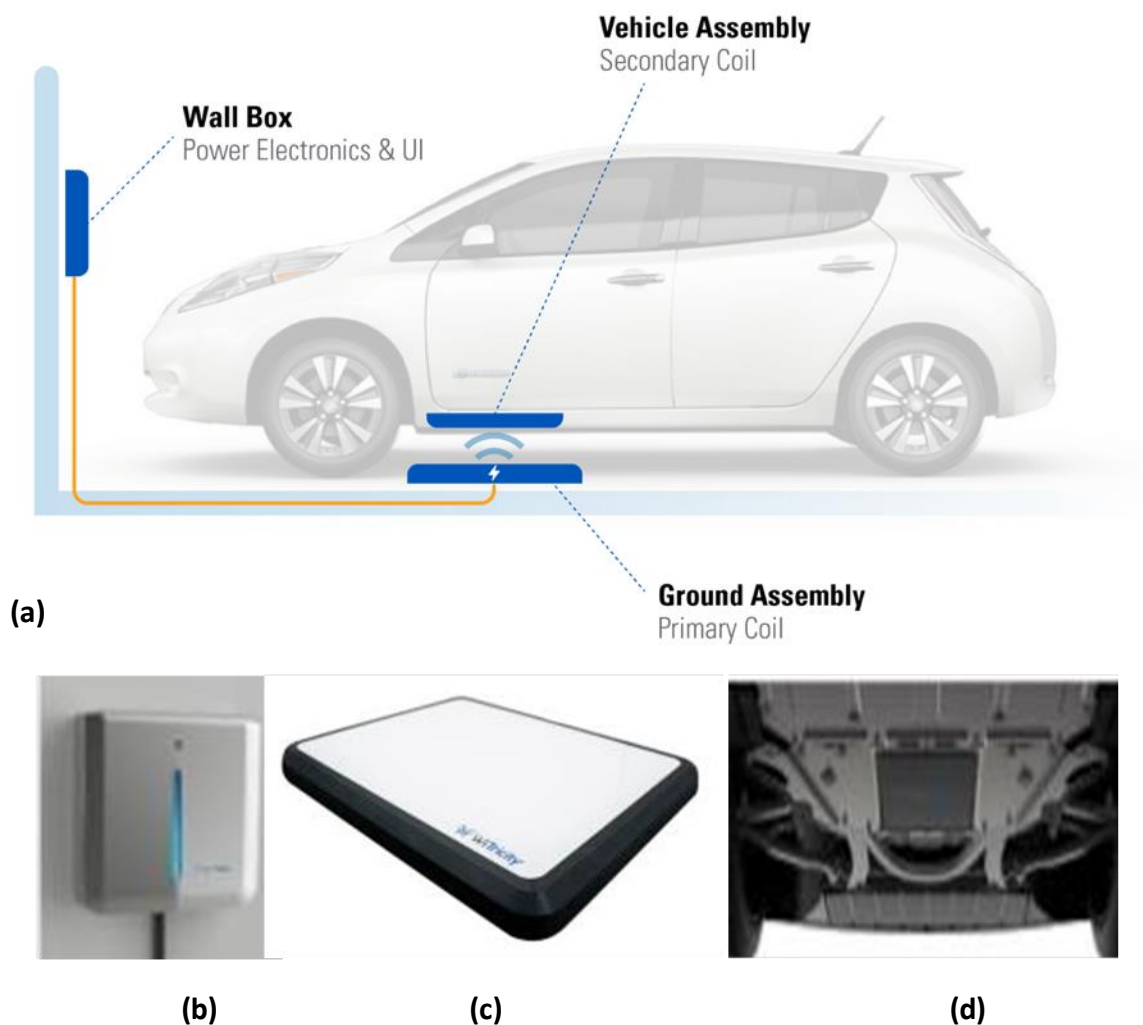 Vehicle Assembly
Secondary Coil
Wall Box
Power Electronics & UI
Ground Assembly
Primary Coil
(a)
WiTricity
(b)
(c)
(d)